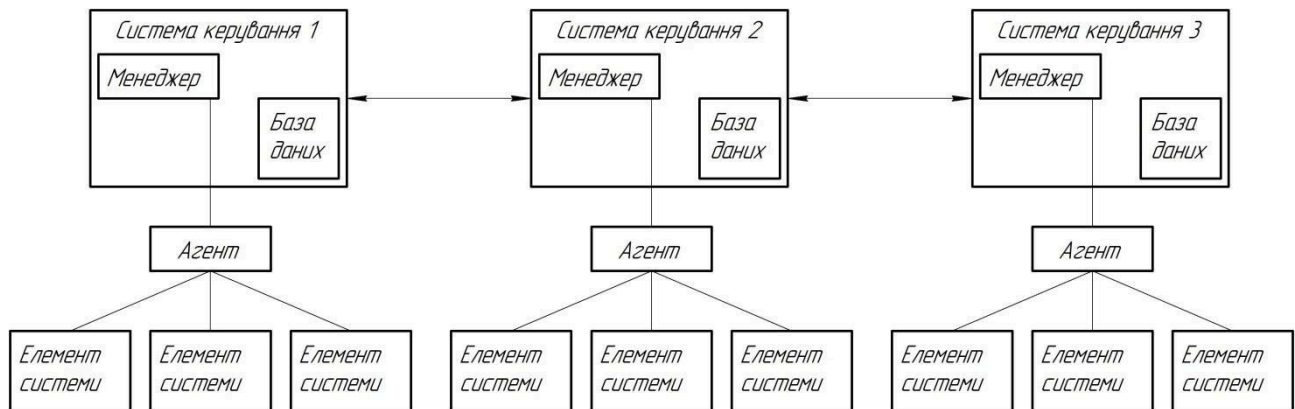 Система керування 1
Менеджер
База
даних
Агент
Елемент
системи
Елемент
системи
Елемент
системи
Система керування 2
Менеджер
База
даних
Агент
Елемент
системи
Елемент
системи
Елемент
системи
Система керування 3
Менеджер
База
даних
Агент
Елемент
системи
Елемент
системи
Елемент
системи